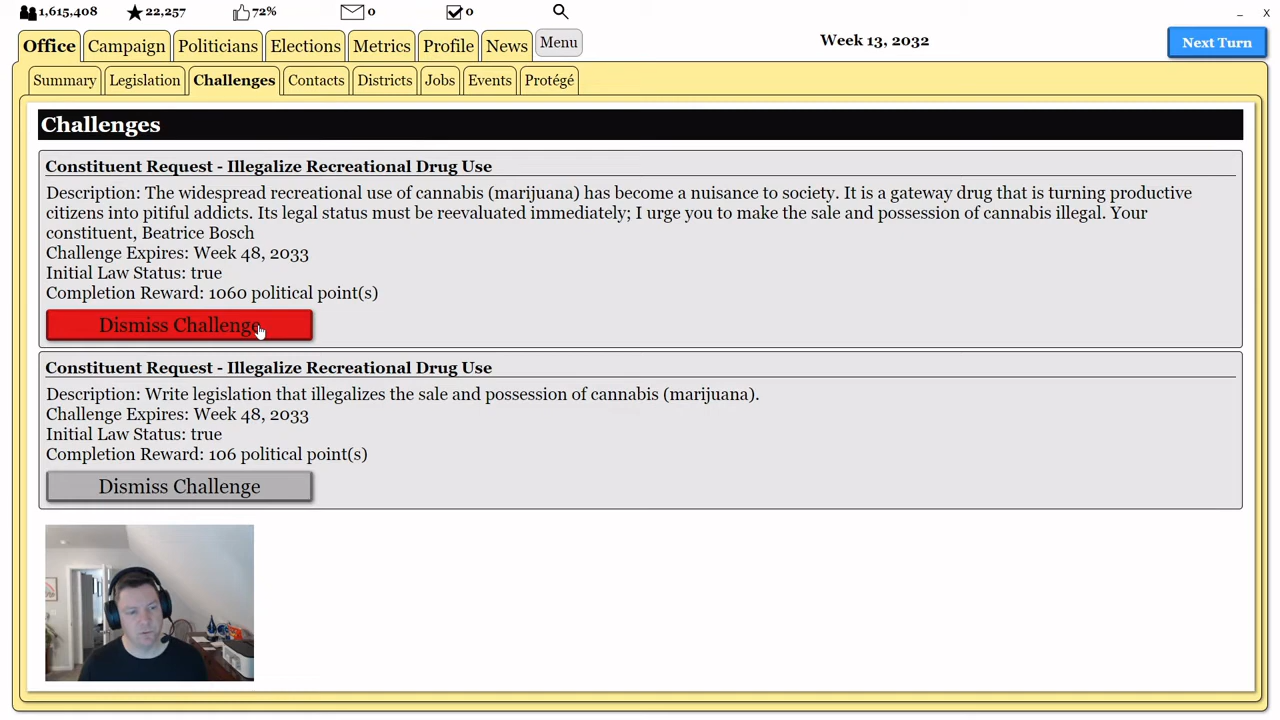 1,615,408 22,257 72% 0 0 _ x
Office Campaign Politicians Elections Metrics Profile News Menu Week 13, 2032 Next Turn
Summary Legislation Challenges Contacts Districts Jobs Events Protégé
Challenges
Constituent Request - Illegalize Recreational Drug Use
Description: The widespread recreational use of cannabis (marijuana) has become a nuisance to society. It is a gateway drug that is turning productive
citizens into pitiful addicts. Its legal status must be reevaluated immediately; I urge you to make the sale and possession of cannabis illegal. Your
constituent, Beatrice Bosch
Challenge Expires: Week 48, 2033
Initial Law Status: true
Completion Reward: 1060 political point(s)
Dismiss Challenge
Constituent Request - Illegalize Recreational Drug Use
Description: Write legislation that illegalizes the sale and possession of cannabis (marijuana).
Challenge Expires: Week 48, 2033
Initial Law Status: true
Completion Reward: 106 political point(s)
Dismiss Challenge